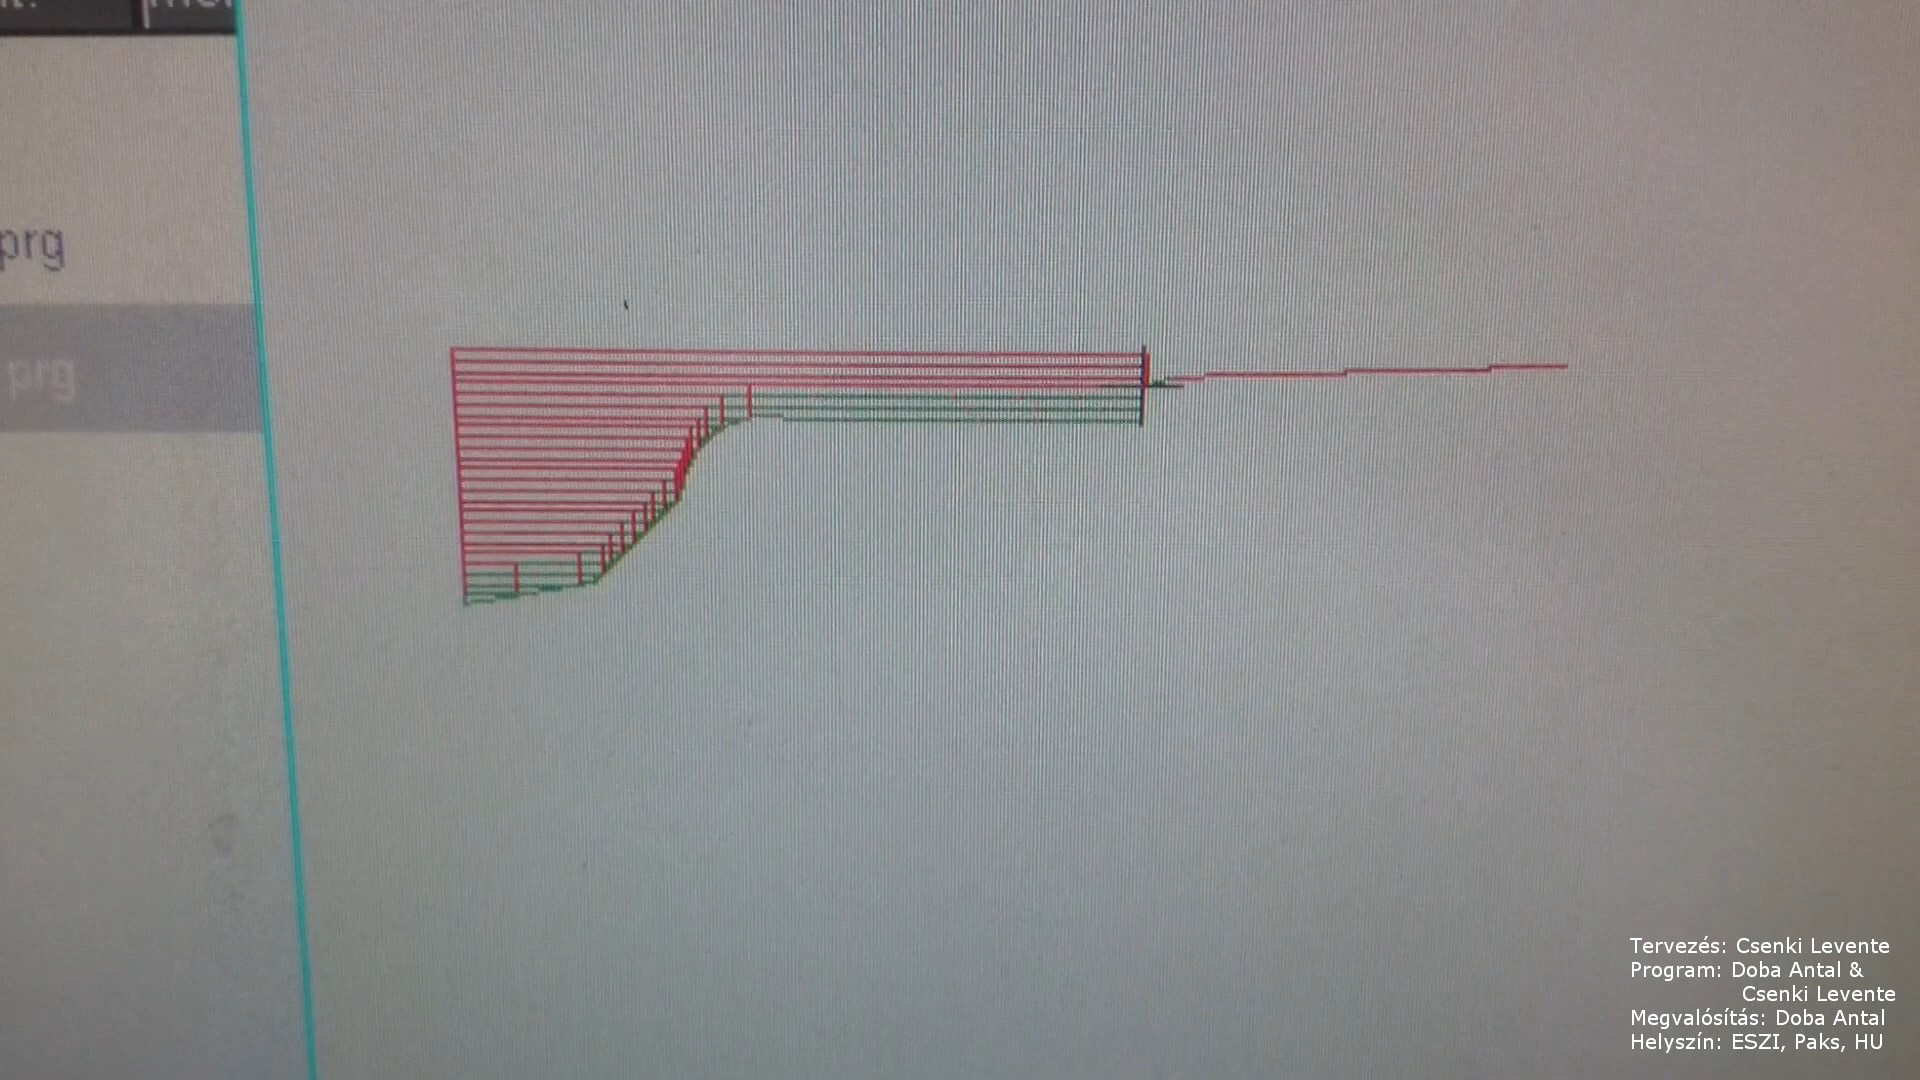 prg
prg
Tervezés: Csenki Levente
Program: Doba Antal &
Csenki Levente
Megvalósítás: Doba Antal
Helyszín: ESZI, Paks, HU